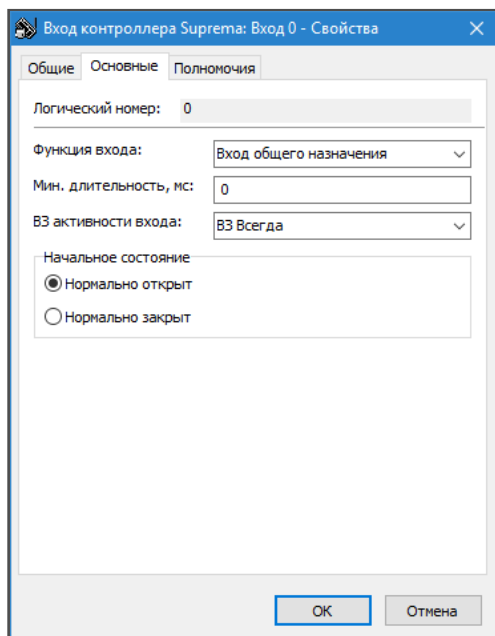 Вход контроллера Suprema: Вход 0 - Свойства
Общие Основные Полномочия
Логический номер: 0
Функция входа: Вход общего назначения
Мин. длительность, мс: 0
ВЗ активности входа: ВЗ Всегда
Начальное состояние
Нормально открыт
Нормально закрыт
ОК Отмена